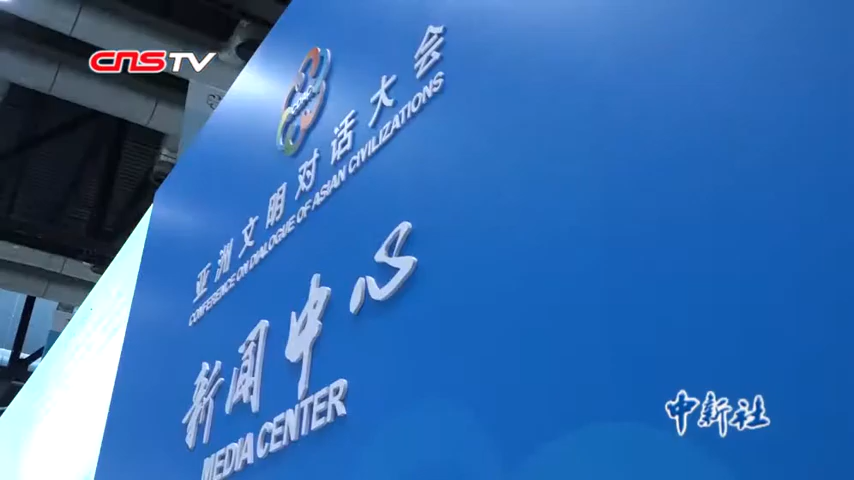 CNSTV
亚洲文明对话大会
CONFERENCE ON DIALOGUE OF ASIAN CIVILIZATIONS
新闻中心
MEDIA CENTER
中新社